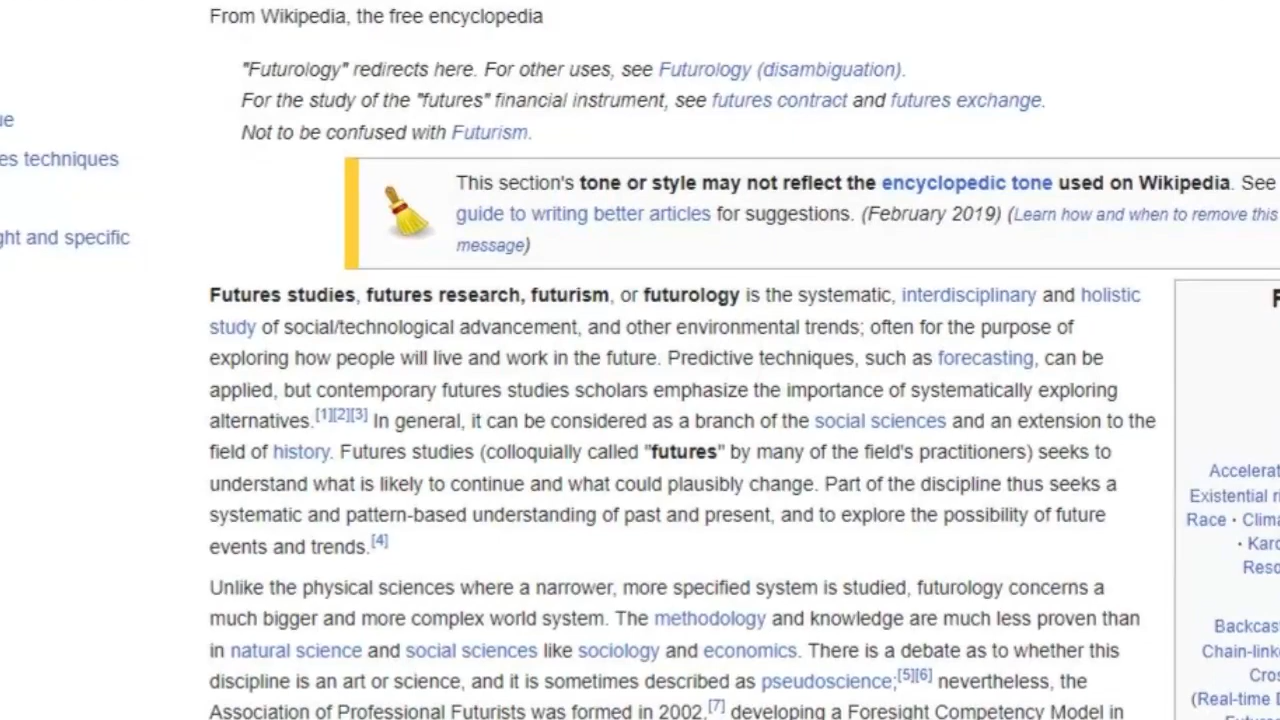 From Wikipedia, the free encyclopedia
"Futurology" redirects here. For other uses, see Futurology (disambiguation).
For the study of the "futures" financial instrument, see futures contract and futures exchange.
Not to be confused with Futurism.
ue
es techniques
ght and specific
This section's tone or style may not reflect the encyclopedic tone used on Wikipedia. See
guide to writing better articles for suggestions. (February 2019) (Learn how and when to remove this
message)
Futures studies, futures research, futurism, or futurology is the systematic, interdisciplinary and holistic
study of social/technological advancement, and other environmental trends; often for the purpose of
exploring how people will live and work in the future. Predictive techniques, such as forecasting, can be
applied, but contemporary futures studies scholars emphasize the importance of systematically exploring
alternatives.[1][2][3] In general, it can be considered as a branch of the social sciences and an extension to the
field of history. Futures studies (colloquially called "futures" by many of the field's practitioners) seeks to
understand what is likely to continue and what could plausibly change. Part of the discipline thus seeks a
systematic and pattern-based understanding of past and present, and to explore the possibility of future
events and trends.[4]
Unlike the physical sciences where a narrower, more specified system is studied, futurology concerns a
much bigger and more complex world system. The methodology and knowledge are much less proven than
in natural science and social sciences like sociology and economics. There is a debate as to whether this
discipline is an art or science, and it is sometimes described as pseudoscience;[5][6] nevertheless, the
Association of Professional Futurists was formed in 2002,[7] developing a Foresight Competency Model in
F
Accelerat
Existential ri
Race · Clima
· Karc
Reso
Backcas
Chain-link
Cros
(Real-time D